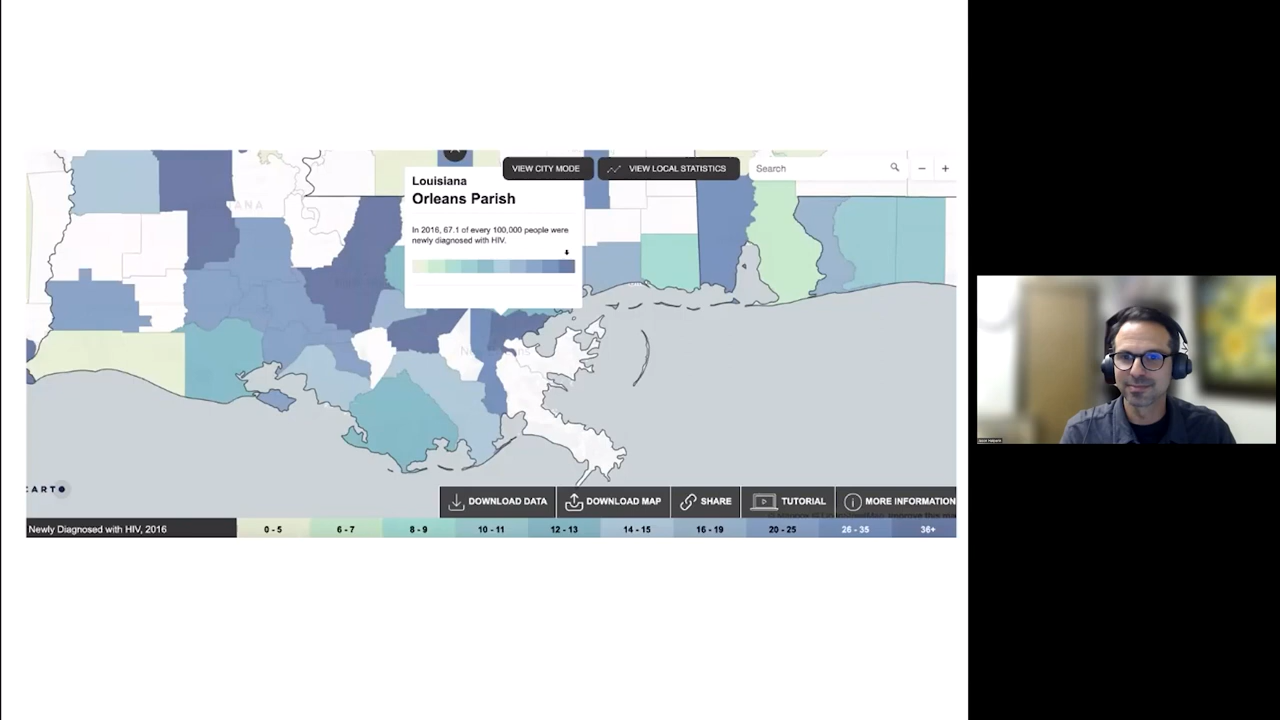 VIEW CITY MODE
VIEW LOCAL STATISTICS
Search
Louisiana
Orleans Parish
In 2016, 67.1 of every 100,000 people were
newly diagnosed with HIV.
DOWNLOAD DATA
DOWNLOAD MAP
SHARE
TUTORIAL
MORE INFORMATION
Newly Diagnosed with HIV, 2016
0 - 5
6 - 7
8 - 9
10 - 11
12 - 13
14 - 15
16 - 19
20 - 25
26 - 35
36+